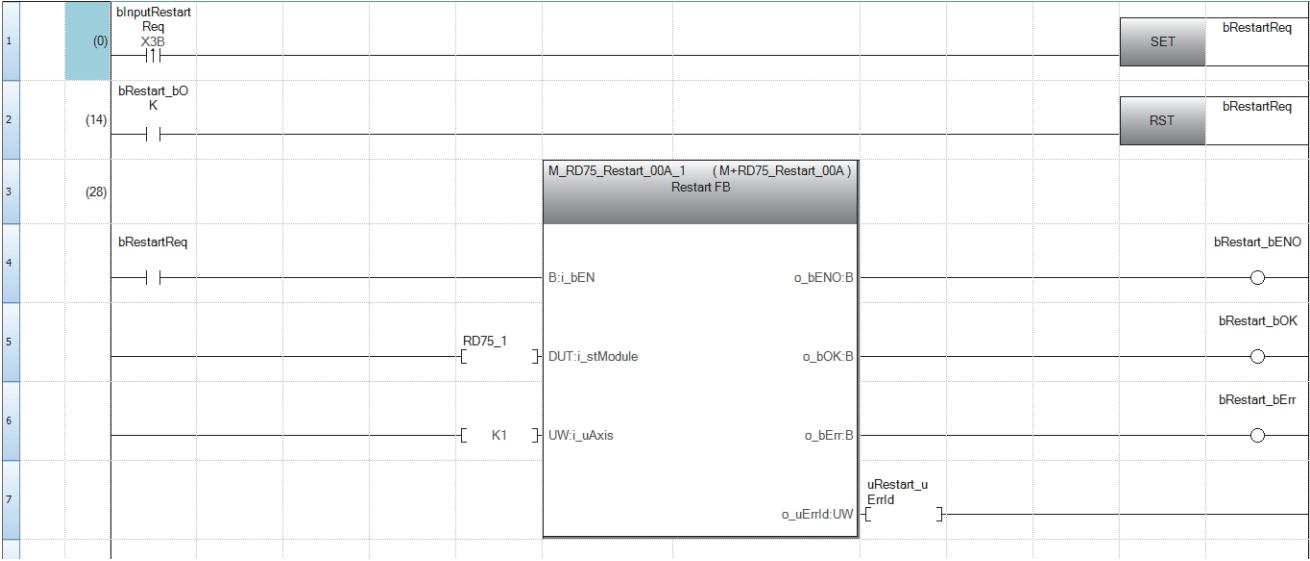 bInputRestart
Req
X3B
1
(0)
SET
bRestartReq
bRestart_bO
K
2
(14)
RST
bRestartReq
3
(28)
M_RD75_Restart_00A_1 (M+RD75_Restart_00A)
Restart FB
bRestartReq
4
B:i_bEN
o_bENO:B
bRestart_bENO
5
RD75_1
DUT:i_stModule
o_bOK:B
bRestart_bOK
6
K1
UW:i_uAxis
o_bErr:B
bRestart_bErr
7
o_uErrId:UW
uRestart_u
ErrId